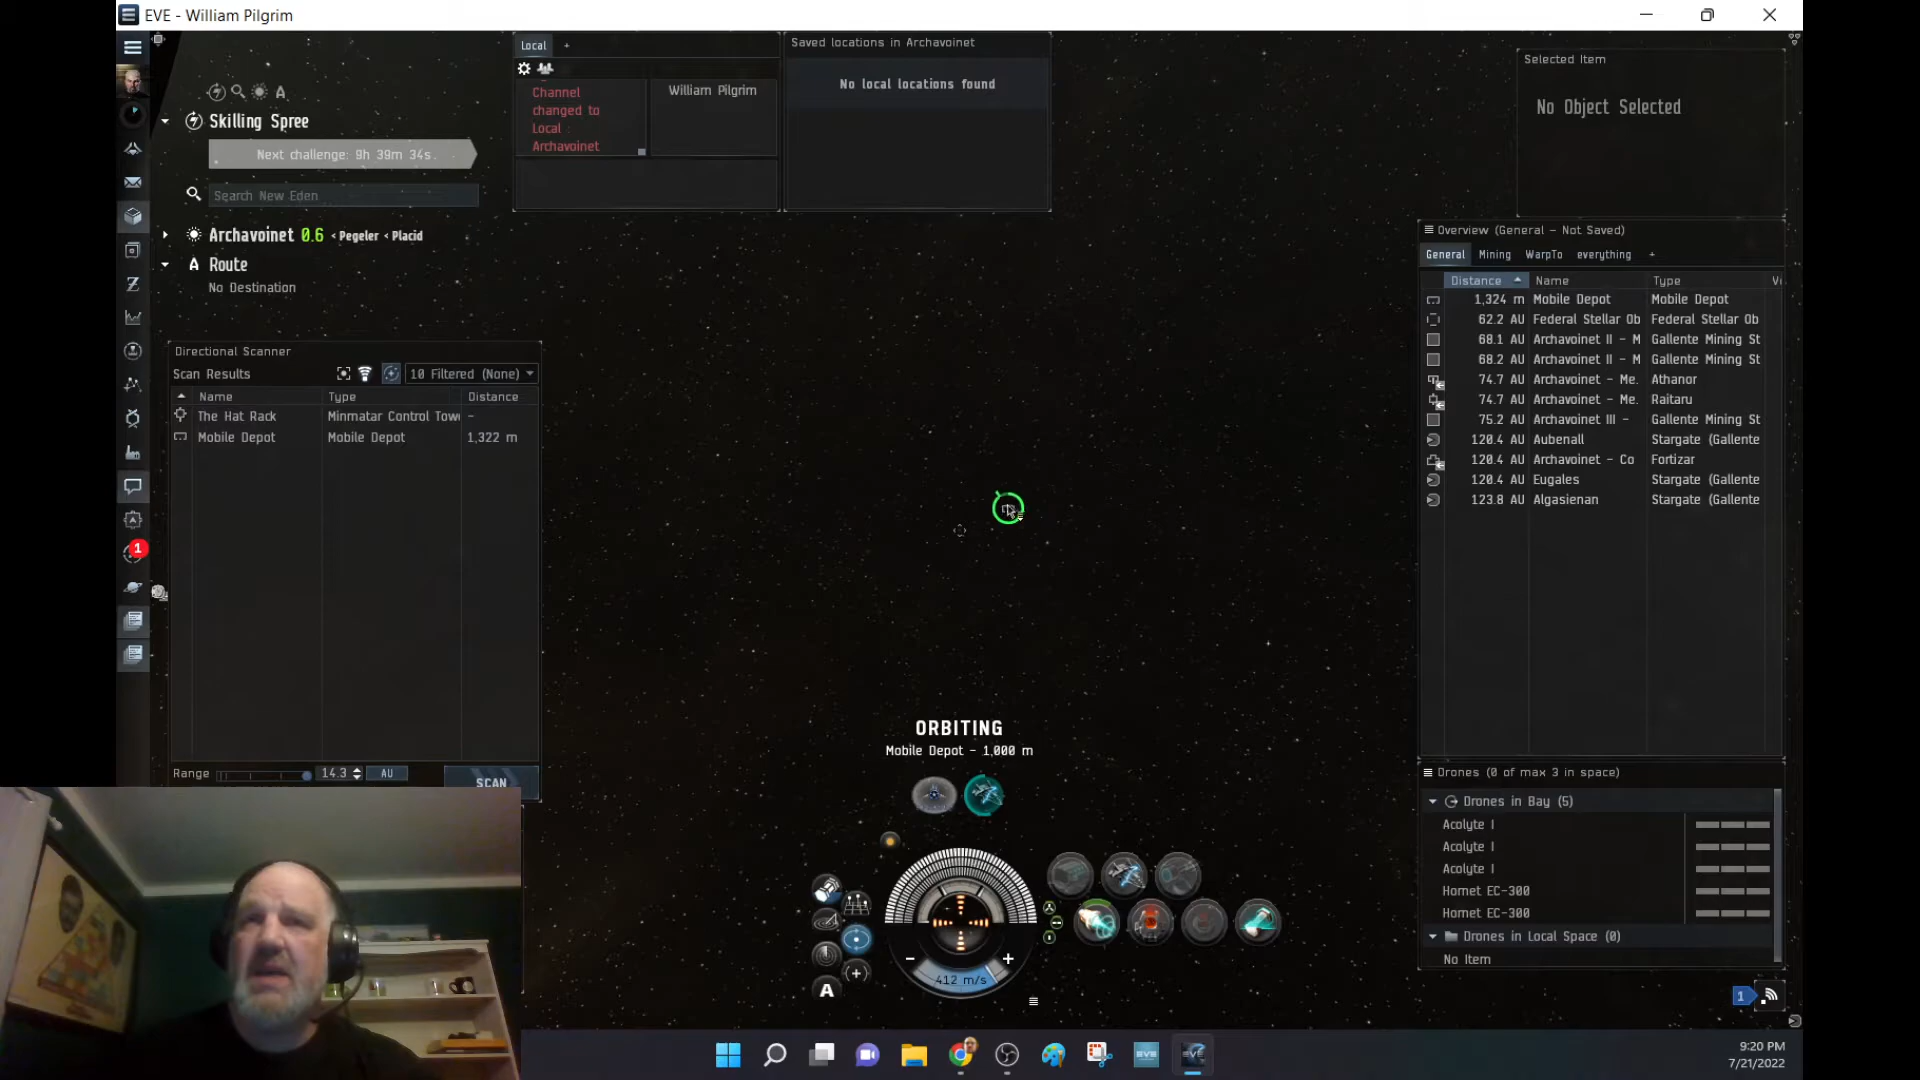 EVE - William Pilgrim
Skilling Spree
Next challenge: 9h 39m 34s
Search New Eden
Archavoinet 0.6 < Pegeler < Placid
A Route
No Destination
Local +
Channel
changed to
Local :
Archavoinet
William Pilgrim
Saved locations in Archavoinet
No local locations found
Selected Item
No Object Selected
Overview (General - Not Saved)
General Mining WarpTo everything +
Distance Name Type
1,324 m Mobile Depot Mobile Depot
62.2 AU Federal Stellar Ob Federal Stellar Ob
68.1 AU Archavoinet II - M Gallente Mining St
68.2 AU Archavoinet II - M Gallente Mining St
74.7 AU Archavoinet - Me. Athanor
74.7 AU Archavoinet - Me. Raitaru
75.2 AU Archavoinet III - Gallente Mining St
120.4 AU Aubenall Stargate (Gallente
120.4 AU Archavoinet - Co Fortizar
120.4 AU Eugales Stargate (Gallente
123.8 AU Algasienan Stargate (Gallente
Directional Scanner
Scan Results
10 Filtered (None)
Name Type Distance
The Hat Rack Minmatar Control Tow -
Mobile Depot Mobile Depot 1,322 m
Range 14.3 AU SCAN
ORBITING
Mobile Depot - 1,000 m
- +
412 m/s
A
Drones (0 of max 3 in space)
Drones in Bay (5)
Acolyte I
Acolyte I
Acolyte I
Hornet EC-300
Hornet EC-300
Drones in Local Space (0)
No Item
1
1
EVE
EVE
9:20 PM
7/21/2022